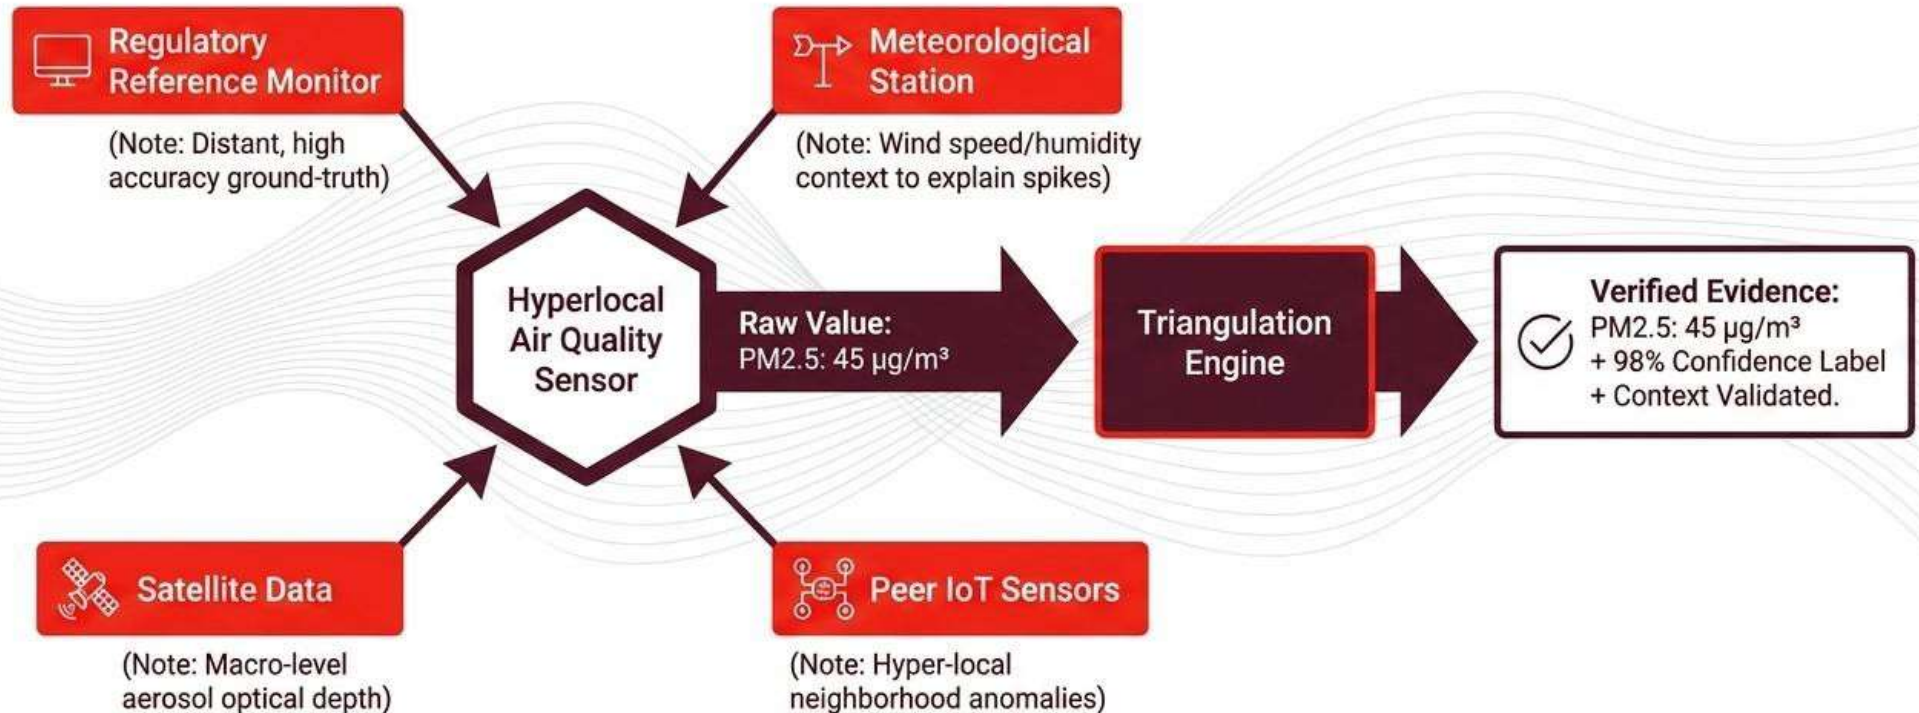 Regulatory
Reference Monitor
(Note: Distant, high
accuracy ground-truth)
Meteorological
Station
(Note: Wind speed/humidity
context to explain spikes)
Hyperlocal
Air Quality
Sensor
Raw Value:
PM2.5: 45 µg/m³
Triangulation
Engine
Verified Evidence:
PM2.5: 45 µg/m³
+ 98% Confidence Label
+ Context Validated.
Satellite Data
(Note: Macro-level
aerosol optical depth)
Peer IoT Sensors
(Note: Hyper-local
neighborhood anomalies)